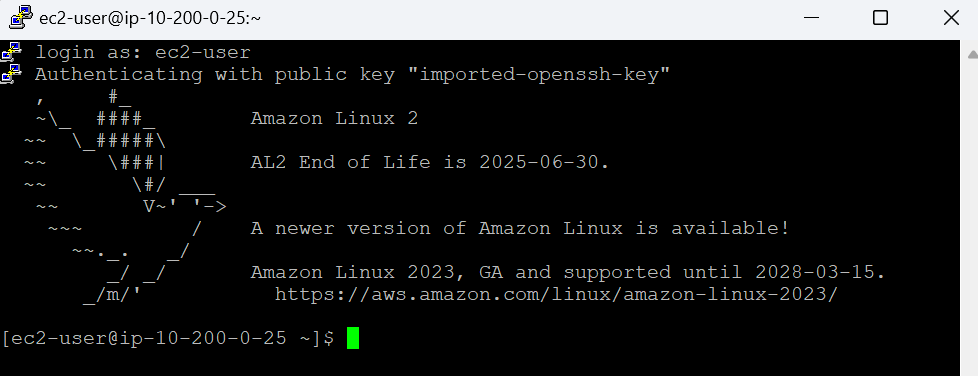 ec2-user@ip-10-200-0-25:~
login as: ec2-user
Authenticating with public key "imported-openssh-key"
   ,     #_
   ~\_  ####_        Amazon Linux 2
  ~~  \_#####\
  ~~     \###|       AL2 End of Life is 2025-06-30.
  ~~       \#/ ___
   ~~       V~' '->
    ~~~         /    A newer version of Amazon Linux is available!
      ~~._.   _/
         _/ _/       Amazon Linux 2023, GA and supported until 2028-03-15.
       _/m/'           https://aws.amazon.com/linux/amazon-linux-2023/
[ec2-user@ip-10-200-0-25 ~]$